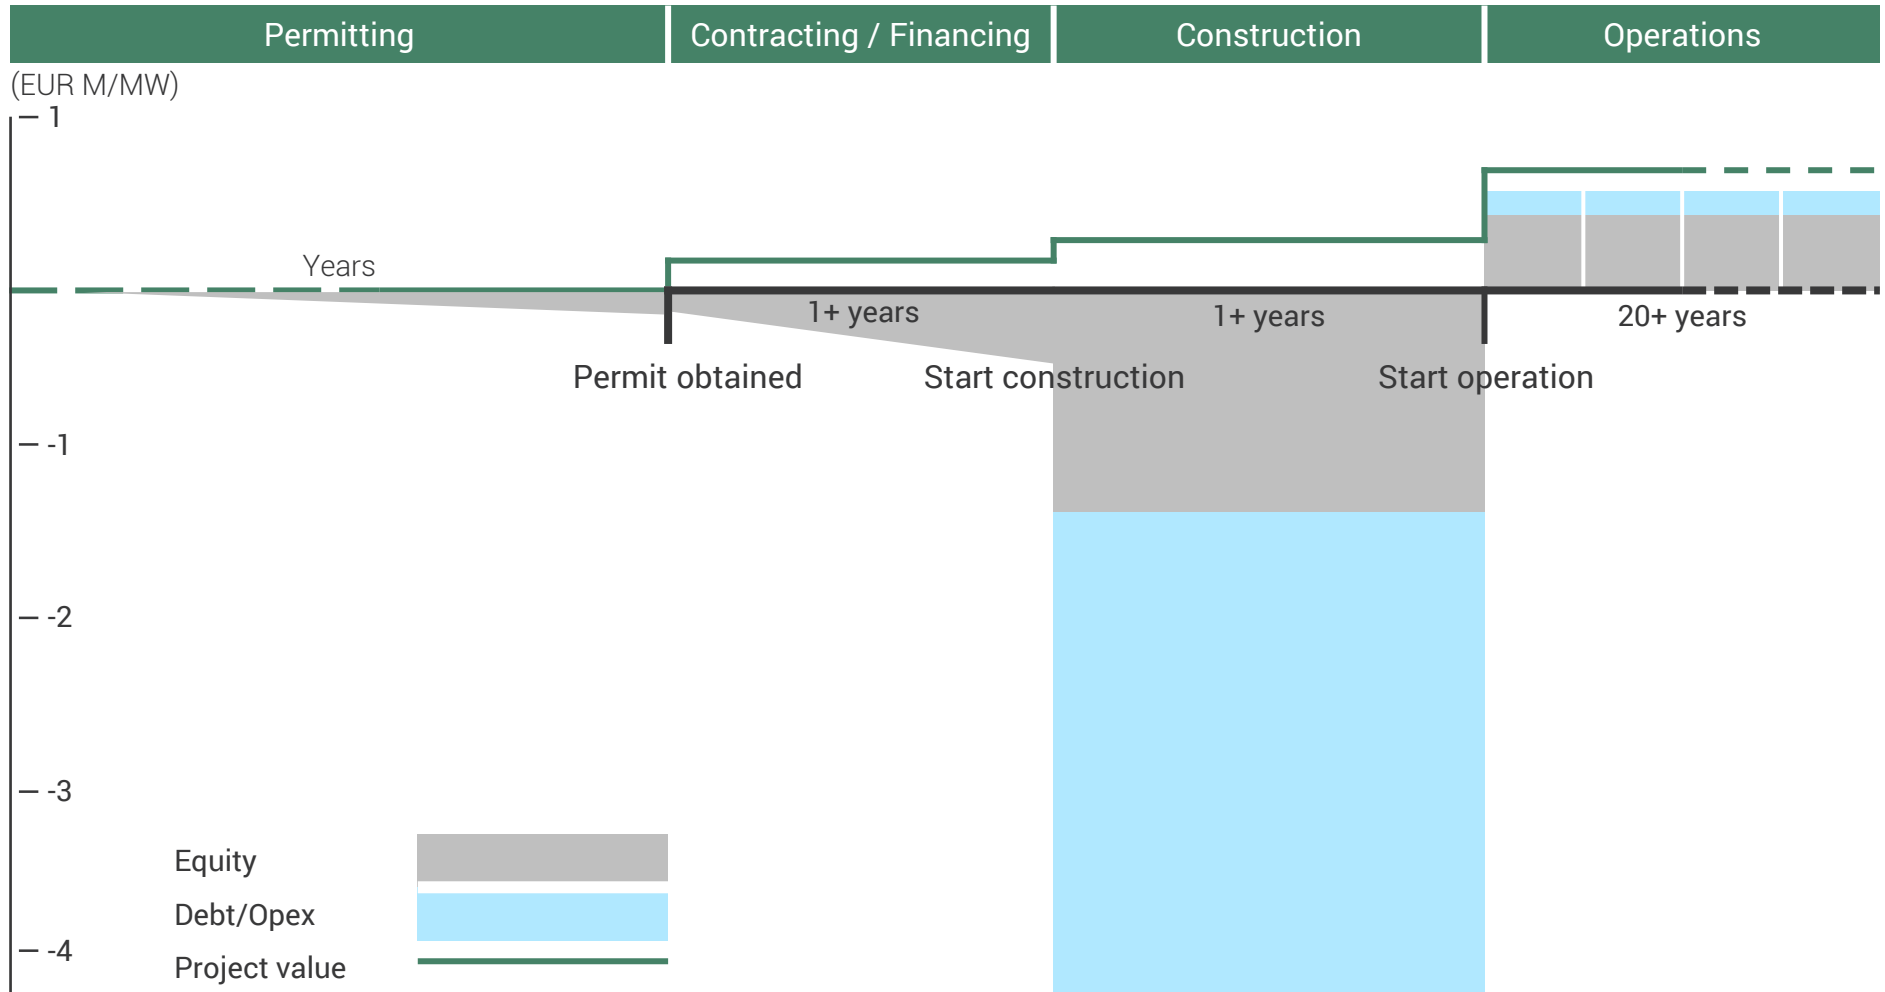 Permitting
Contracting / Financing
Construction
Operations
(EUR M/MW)
1
Years
1+ years
1+ years
20+ years
Permit obtained
Start construction
Start operation
-1
-2
-3
-4
Equity
Debt/Opex
Project value